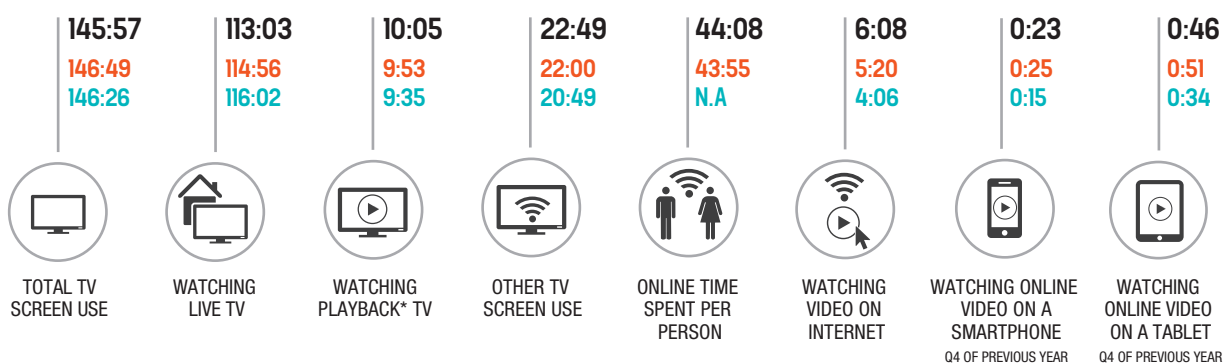 145:57
146:49
146:26
113:03
114:56
116:02
10:05
9:53
9:35
22:49
22:00
20:49
44:08
43:55
N.A
6:08
5:20
4:06
0:23
0:25
0:15
0:46
0:51
0:34
TOTAL TV
SCREEN USE
WATCHING
LIVE TV
WATCHING
PLAYBACK* TV
OTHER TV
SCREEN USE
ONLINE TIME
SPENT PER
PERSON
WATCHING
VIDEO ON
INTERNET
WATCHING ONLINE
VIDEO ON A
SMARTPHONE
Q4 OF PREVIOUS YEAR
WATCHING
ONLINE VIDEO
ON A TABLET
Q4 OF PREVIOUS YEAR